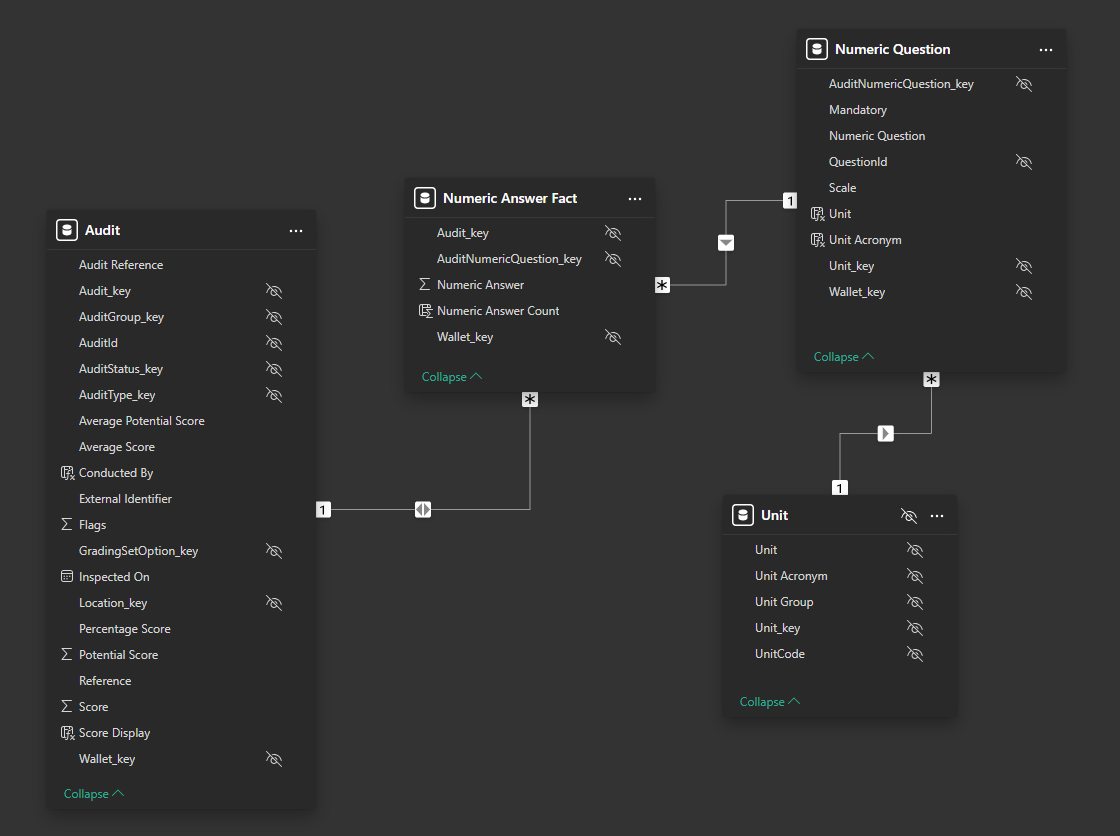 Audit
Audit Reference
Audit_key
AuditGroup_key
AuditId
AuditStatus_key
AuditType_key
Average Potential Score
Average Score
Conducted By
External Identifier
Flags
GradingSetOption_key
Inspected On
Location_key
Percentage Score
Potential Score
Reference
Score
Score Display
Wallet_key
Collapse
1
Numeric Answer Fact
Audit_key
AuditNumericQuestion_key
Numeric Answer
Numeric Answer Count
Wallet_key
Collapse
*
*
1
Numeric Question
AuditNumericQuestion_key
Mandatory
Numeric Question
QuestionId
Scale
Unit
Unit Acronym
Unit_key
Wallet_key
Collapse
*
1
Unit
Unit
Unit Acronym
Unit Group
Unit_key
UnitCode
Collapse